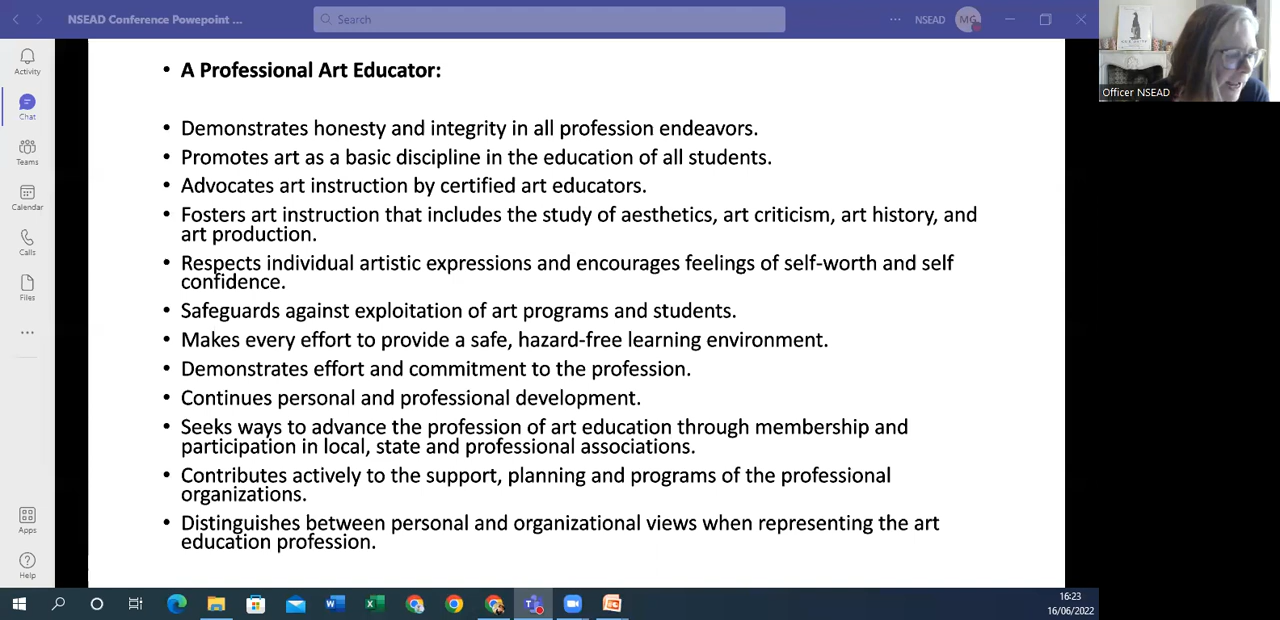 NSEAD Conference Powepoint ...
Search
NSEAD
MG
Activity
Chat
Teams
Calendar
Calls
Files
Apps
Help
• A Professional Art Educator:
• Demonstrates honesty and integrity in all profession endeavors.
• Promotes art as a basic discipline in the education of all students.
• Advocates art instruction by certified art educators.
• Fosters art instruction that includes the study of aesthetics, art criticism, art history, and
art production.
• Respects individual artistic expressions and encourages feelings of self-worth and self
confidence.
• Safeguards against exploitation of art programs and students.
• Makes every effort to provide a safe, hazard-free learning environment.
• Demonstrates effort and commitment to the profession.
• Continues personal and professional development.
• Seeks ways to advance the profession of art education through membership and
participation in local, state and professional associations.
• Contributes actively to the support, planning and programs of the professional
organizations.
• Distinguishes between personal and organizational views when representing the art
education profession.
Officer NSEAD
16:23
16/06/2022